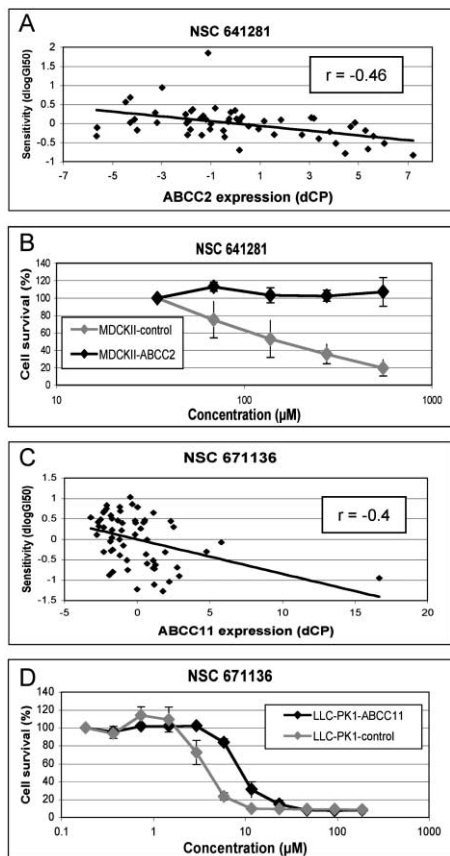 A
NSC 641281
Sensitivity (dlogGI50)
2
1.5
1
0.5
0
-0.5
-1
r = -0.46
-7 -5 -3 -1 1 3 5 7
ABCC2 expression (dCP)
B
NSC 641281
Cell survival (%)
140
120
100
80
60
40
20
0
MDCKII-control
MDCKII-ABCC2
10 100 1000
Concentration (µM)
C
NSC 671136
Sensitivity (dlogGI50)
1.5
1
0.5
0
-0.5
-1
-1.5
r = -0.4
-5 0 5 10 15 20
ABCC11 expression (dCP)
D
NSC 671136
Cell survival (%)
140
120
100
80
60
40
20
0
LLC-PK1-ABCC11
LLC-PK1-control
0.1 1 10 100 1000
Concentration (µM)